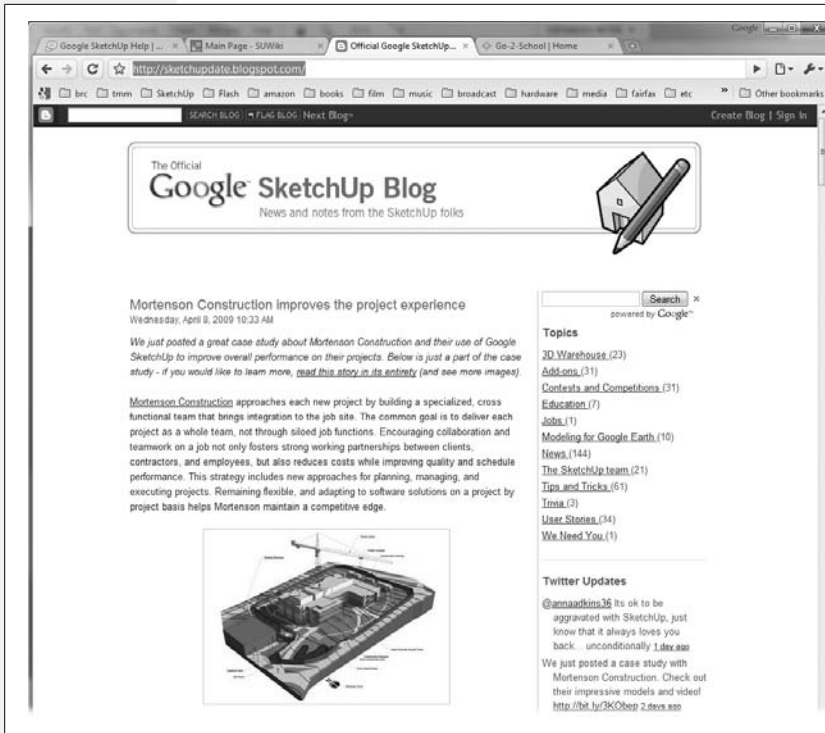 Google
Google SketchUp Help |... × Main Page - SUWiki × Official Google SketchUp... × Go-2-School | Home ×
http://sketchupdate.blogspot.com/
brc tmm SketchUp Flash amazon books film music broadcast hardware media fairfax etc » Other bookmarks
SEARCH BLOG FLAG BLOG Next Blog» Create Blog | Sign In
The Official
Google™ SketchUp Blog
News and notes from the SketchUp folks
Mortenson Construction improves the project experience
Wednesday, April 8, 2009 10:33 AM
We just posted a great case study about Mortenson Construction and their use of Google
SketchUp to improve overall performance on their projects. Below is just a part of the case
study - if you would like to learn more, read this story in its entirety (and see more images).
Mortenson Construction approaches each new project by building a specialized, cross
functional team that brings integration to the job site. The common goal is to deliver each
project as a whole team, not through siloed job functions. Encouraging collaboration and
teamwork on a job not only fosters strong working partnerships between clients,
contractors, and employees, but also reduces costs while improving quality and schedule
performance. This strategy includes new approaches for planning, managing, and
executing projects. Remaining flexible, and adapting to software solutions on a project by
project basis helps Mortenson maintain a competitive edge.
Search ×
powered by Google™
Topics
3D Warehouse (23)
Add-ons (31)
Contests and Competitions (31)
Education (7)
Jobs (1)
Modeling for Google Earth (10)
News (144)
The SketchUp team (21)
Tips and Tricks (61)
Trivia (3)
User Stories (34)
We Need You (1)
Twitter Updates
@annaadkins36 Its ok to be
aggravated with SketchUp, just
know that it always loves you
back... unconditionally 1 day ago
We just posted a case study with
Mortenson Construction. Check out
their impressive models and video!
http://bit.ly/3KObep 2 days ago